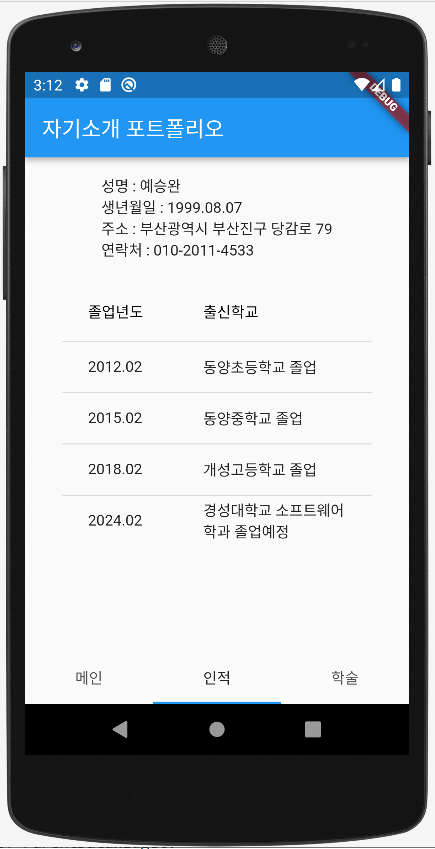 3:12
DEBUG
자기소개 포트폴리오
성명 : 예승완
생년월일 : 1999.08.07
주소 : 부산광역시 부산진구 당감로 79
연락처 : 010-2011-4533
졸업년도 출신학교
2012.02 동양초등학교 졸업
2015.02 동양중학교 졸업
2018.02 개성고등학교 졸업
2024.02 경성대학교 소프트웨어
학과 졸업예정
메인 인적 학술